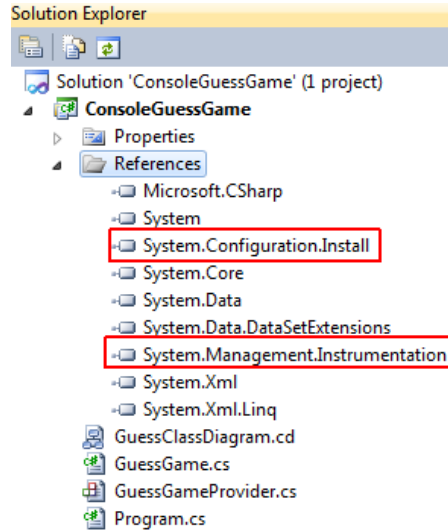 Solution Explorer
Solution 'ConsoleGuessGame' (1 project)
ConsoleGuessGame
Properties
References
Microsoft.CSharp
System
System.Configuration.Install
System.Core
System.Data
System.Data.DataSetExtensions
System.Management.Instrumentation
System.Xml
System.Xml.Linq
GuessClassDiagram.cd
GuessGame.cs
GuessGameProvider.cs
Program.cs